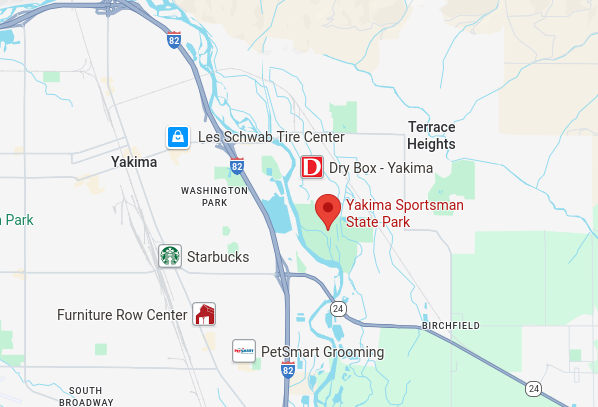 82
Les Schwab Tire Center
Terrace
Heights
Yakima
82
D
Dry Box - Yakima
WASHINGTON
PARK
Yakima Sportsman
State Park
Park
Starbucks
24
Furniture Row Center
BIRCHFIELD
PetSmart Grooming
82
24
SOUTH
BROADWAY